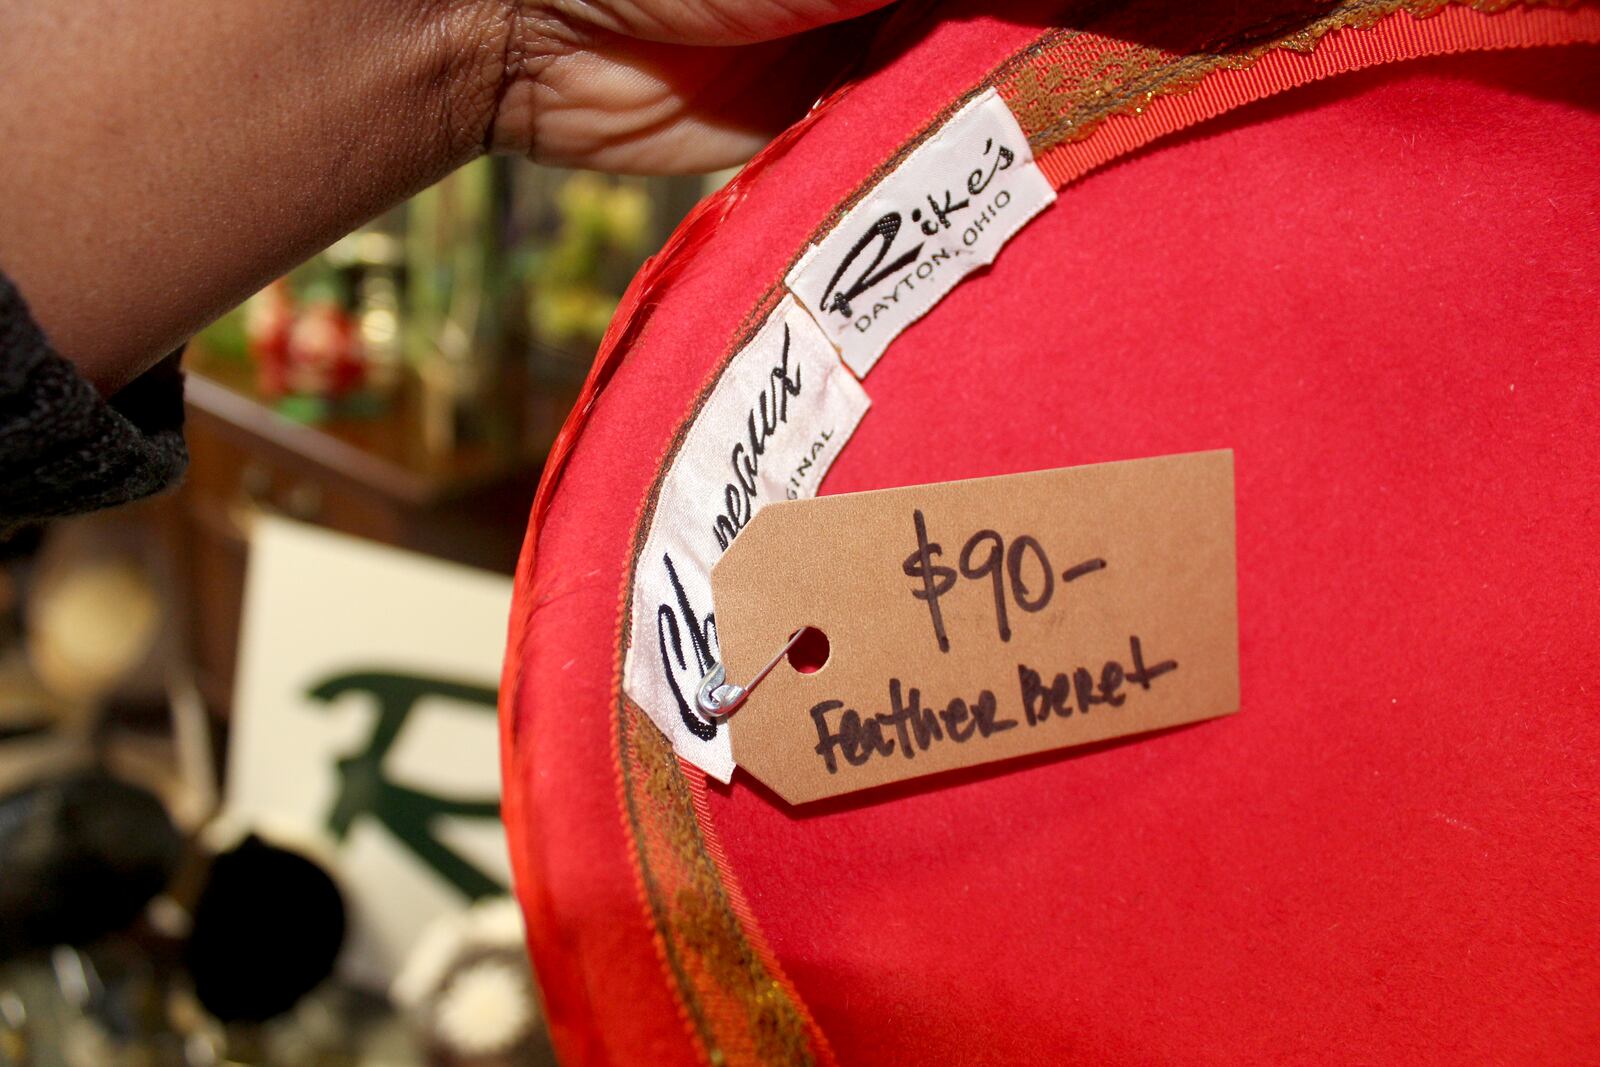 Rike's
DAYTON, OHIO
$90-
Feather Beret